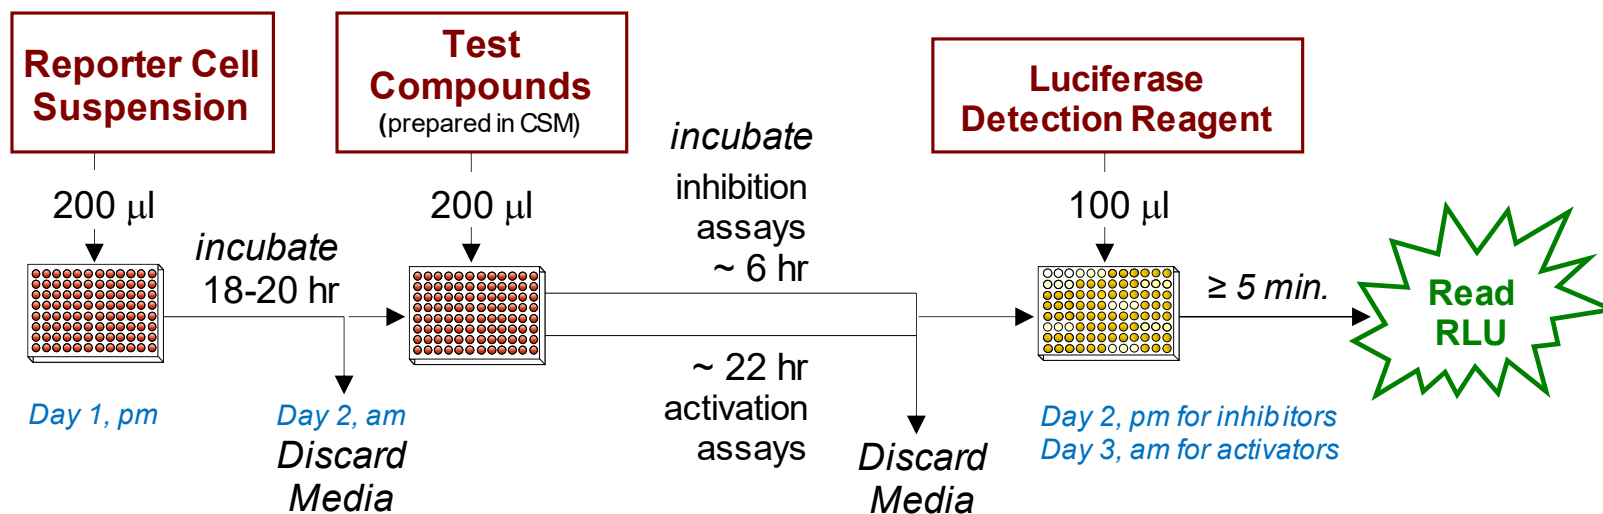 Reporter Cell
Suspension
200 µl
incubate
18-20 hr
Day 1, pm
Day 2, am
Discard
Media
Test
Compounds
(prepared in CSM)
200 µl
incubate
inhibition
assays
~ 6 hr
~ 22 hr
activation
assays
Discard
Media
Luciferase
Detection Reagent
100 µl
Day 2, pm for inhibitors
Day 3, am for activators
≥ 5 min.
Read
RLU